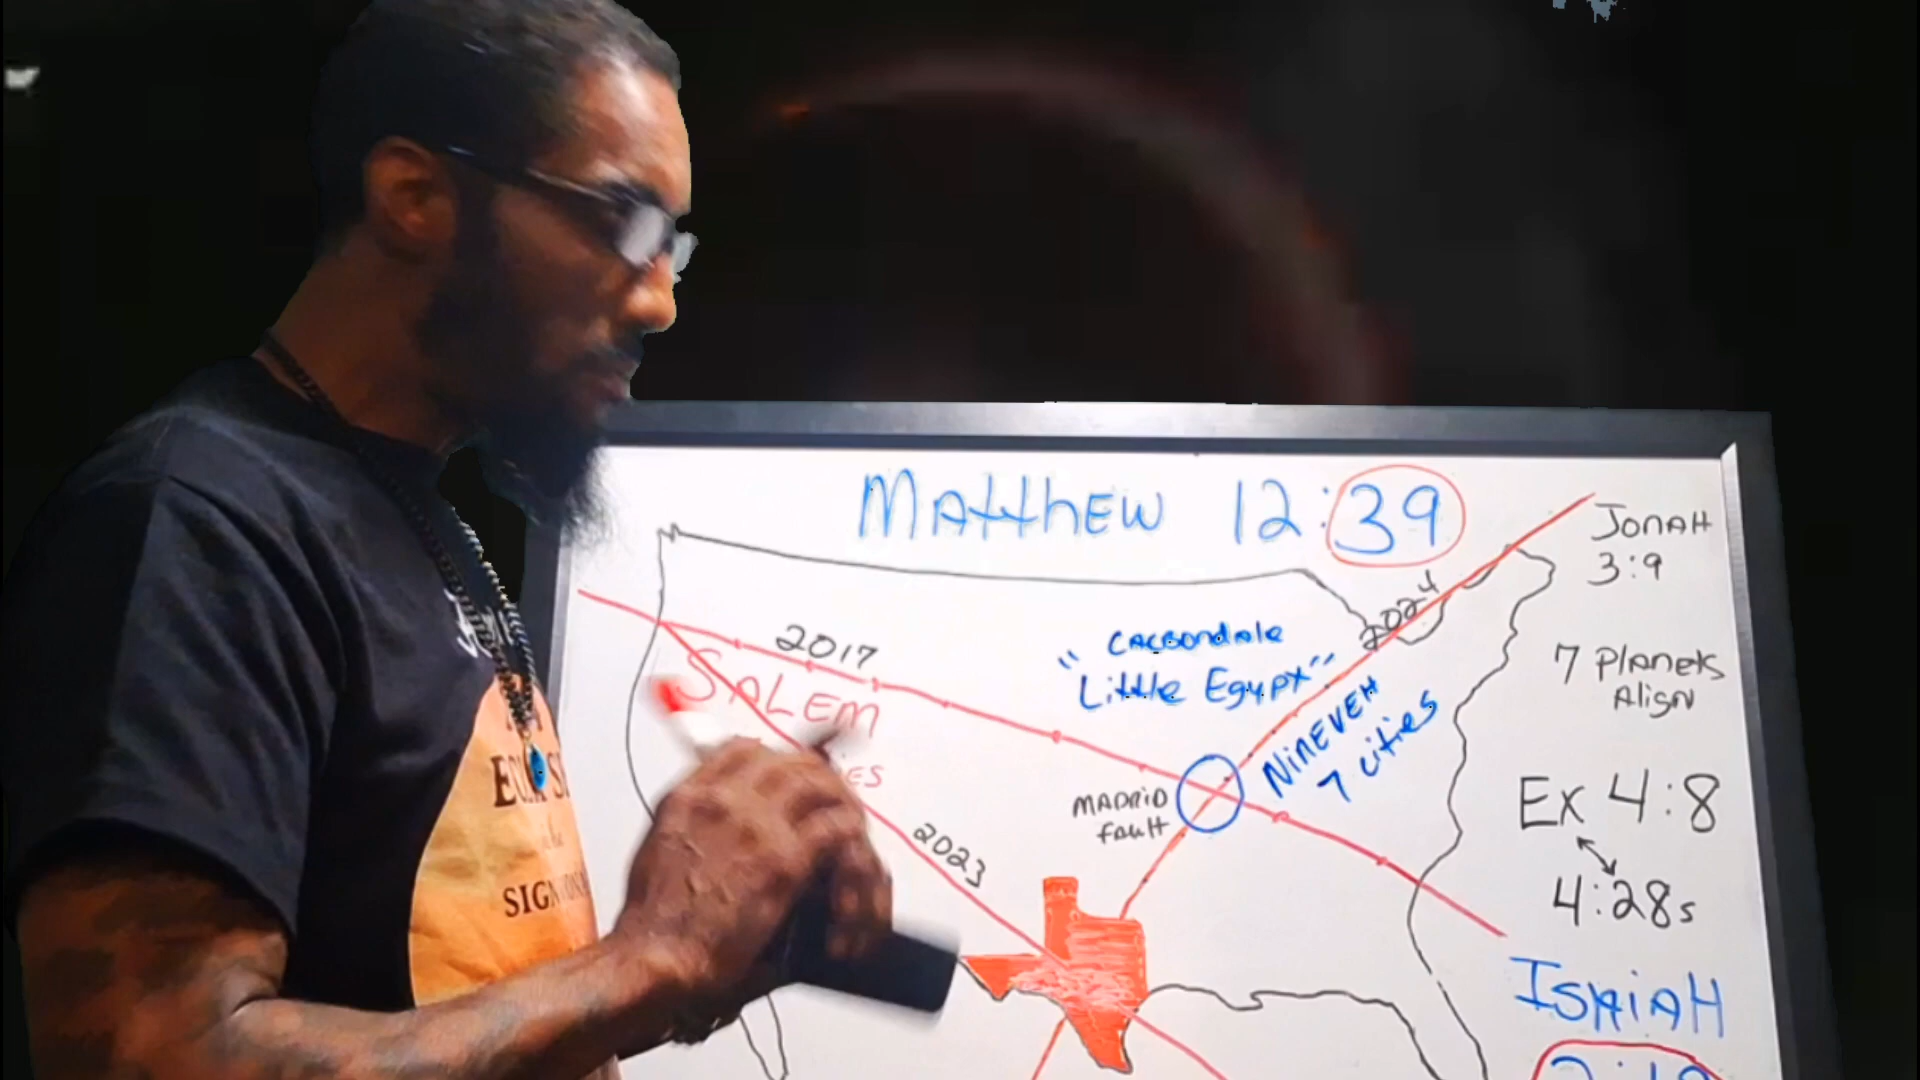 Matthew 12:39
Jonah
3:9
2024
2017
"Carbondale
Little Egypt"
7 Planets
Align
Salem
Nineveh
7 cities
Madrid
fault
Ex 4:8
4:28s
2023
Isaiah